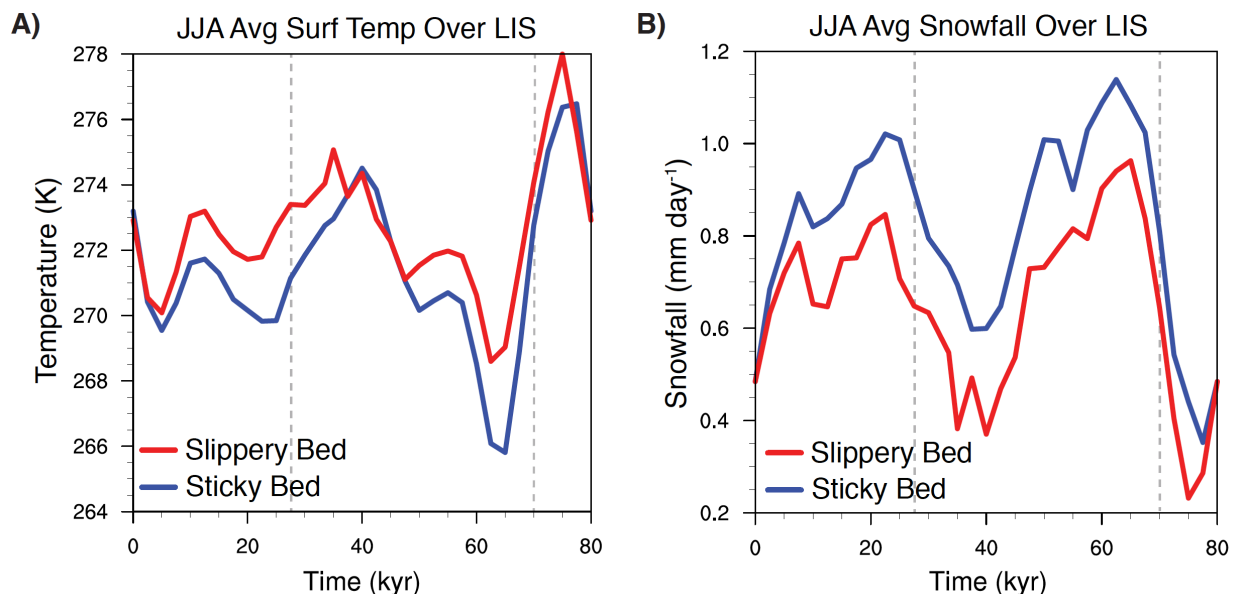 A)
JJA Avg Surf Temp Over LIS
278
276
274
272
270
268
266
264
Temperature (K)
Slippery Bed
Sticky Bed
0 20 40 60 80
Time (kyr)
B)
JJA Avg Snowfall Over LIS
1.2
1.0
0.8
0.6
0.4
0.2
Snowfall (mm day⁻¹)
Slippery Bed
Sticky Bed
0 20 40 60 80
Time (kyr)